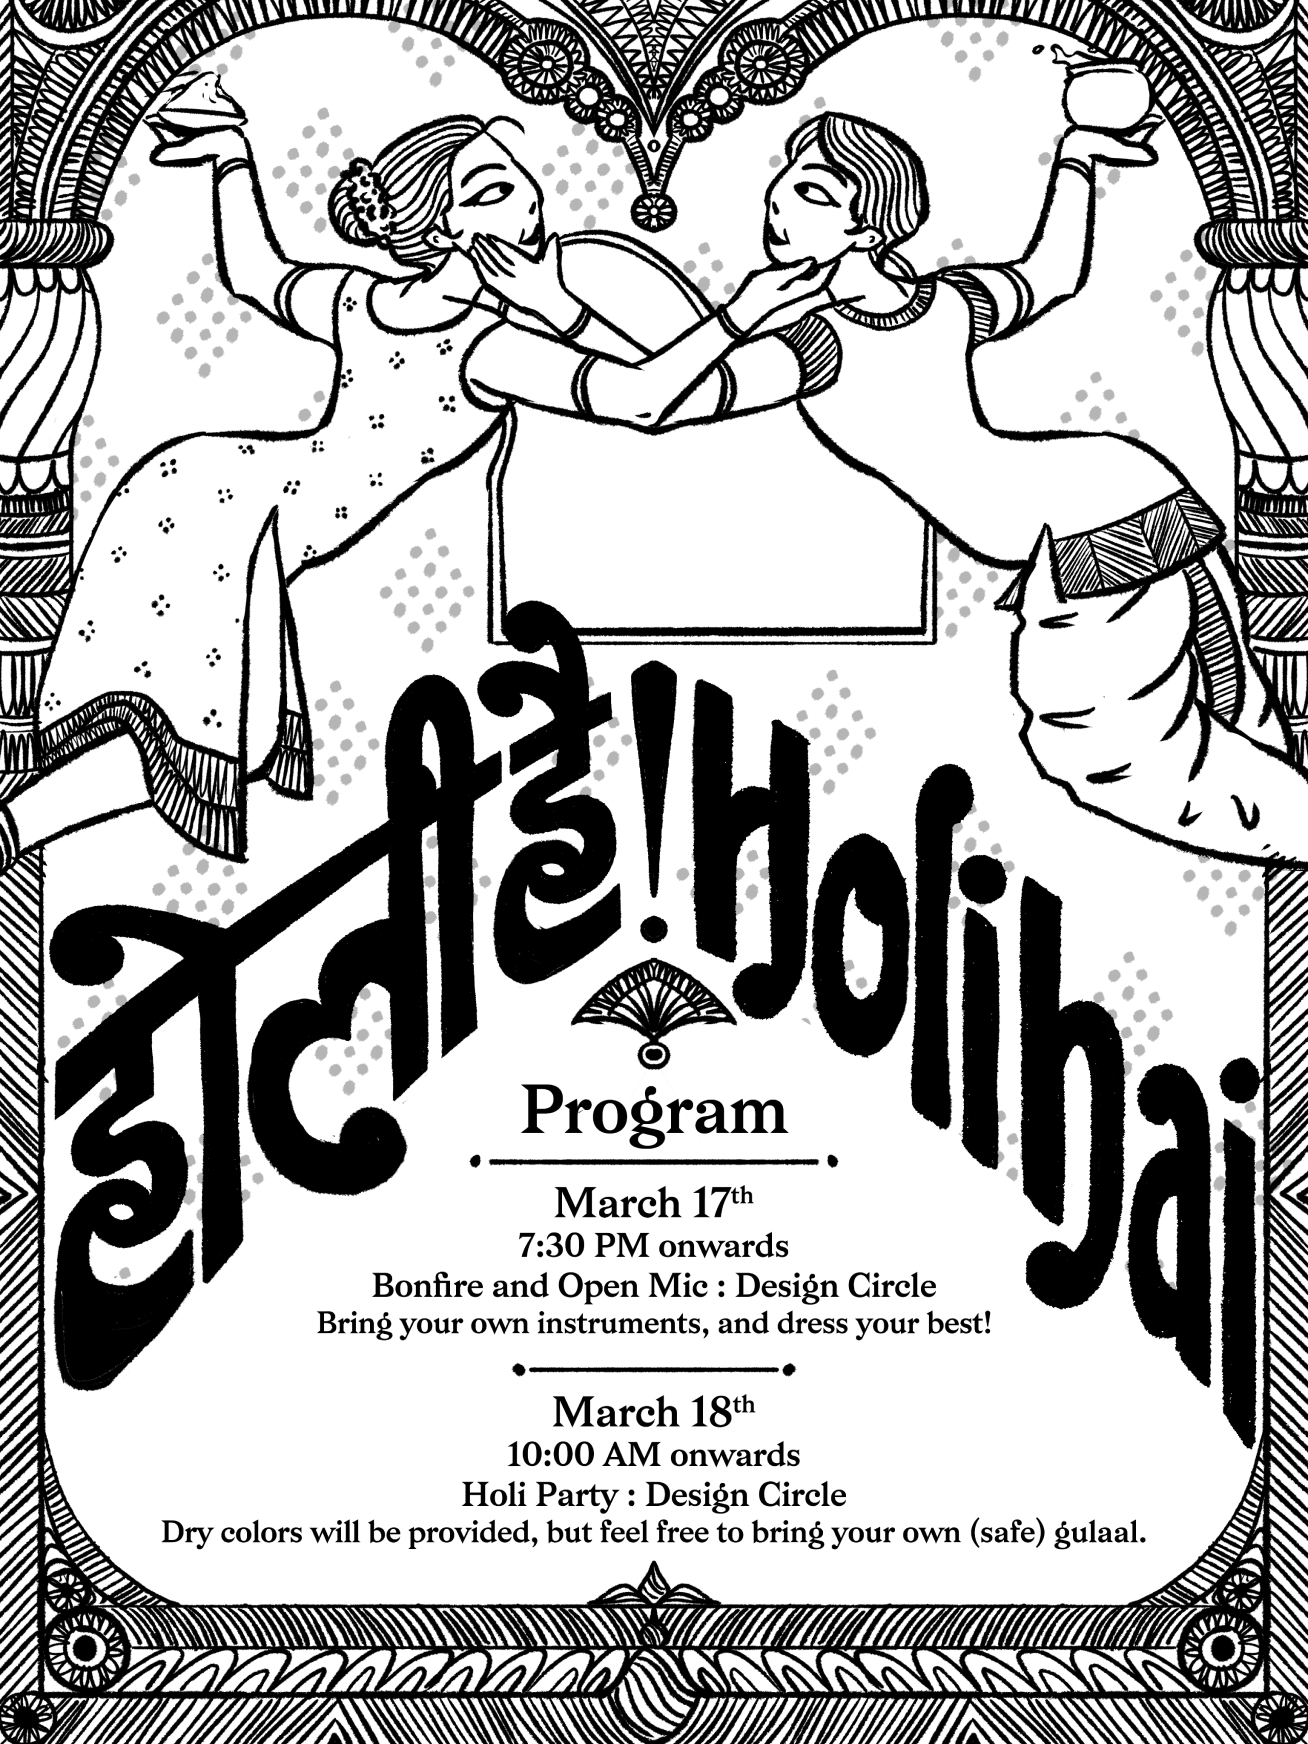 होली है! Holi hai
Program
March 17th
7:30 PM onwards
Bonfire and Open Mic : Design Circle
Bring your own instruments, and dress your best!
March 18th
10:00 AM onwards
Holi Party : Design Circle
Dry colors will be provided, but feel free to bring your own (safe) gulaal.